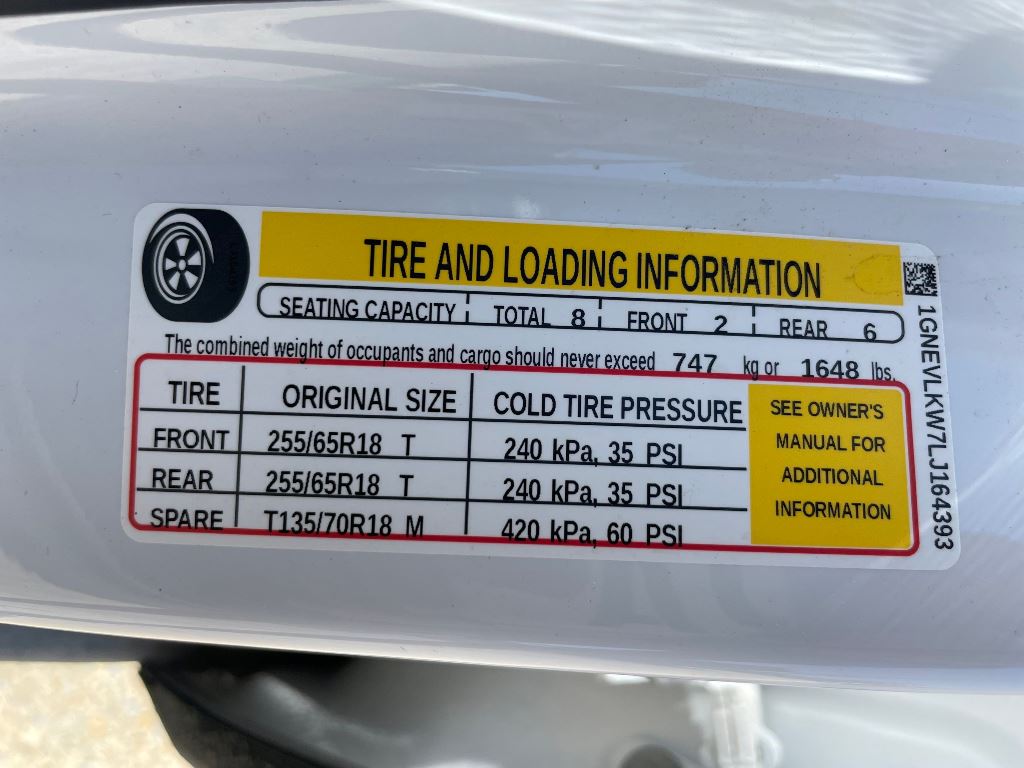 TIRE AND LOADING INFORMATION
SEATING CAPACITY TOTAL 8 FRONT 2 REAR 6
The combined weight of occupants and cargo should never exceed 747 kg or 1648 lbs.
TIRE ORIGINAL SIZE COLD TIRE PRESSURE
FRONT 255/65R18 T 240 kPa, 35 PSI
REAR 255/65R18 T 240 kPa, 35 PSI
SPARE T135/70R18 M 420 kPa, 60 PSI
SEE OWNER'S
MANUAL FOR
ADDITIONAL
INFORMATION
1GNEVLKW7LJ164393